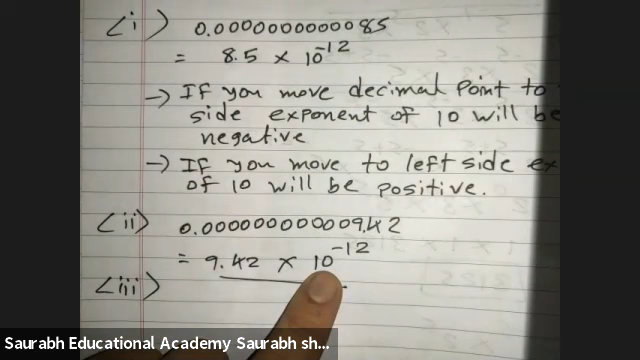 (i) 0.0000000000085
= 8.5 × 10⁻¹²
→ If you move decimal point to
side exponent of 10 will be
negative
→ If you move to left side ex
of 10 will be positive.
(ii) 0.00000000000942
= 9.42 × 10⁻¹²
(iii)
Saurabh Educational Academy Saurabh sh...